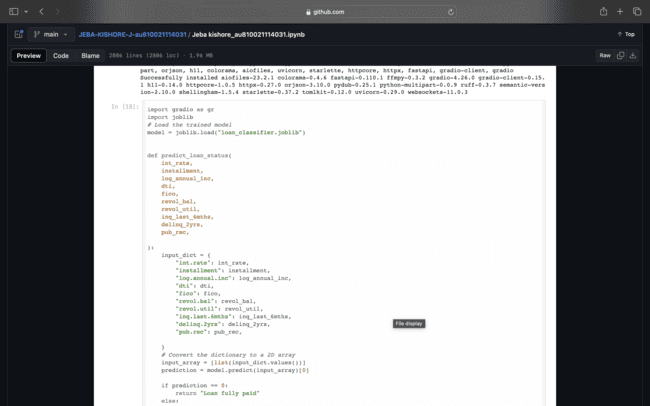 github.com
main
JEBA-KISHORE-J-au810021114031 / Jeba kishore_au810021114031.ipynb
Top
Preview
Code
Blame
2806 lines (2806 loc) · 1.96 MB
Raw
part, orjson, h11, colorama, aiofiles, uvicorn, starlette, httpcore, httpx, fastapi, gradio-client, gradio
Successfully installed aiofiles-23.2.1 colorama-0.4.6 fastapi-0.110.1 ffmpy-0.3.2 gradio-4.26.0 gradio-client-0.15.
1 h11-0.14.0 httpcore-1.0.5 httpx-0.27.0 orjson-3.10.0 pydub-0.25.1 python-multipart-0.0.9 ruff-0.3.7 semantic-vers
ion-2.10.0 shellingham-1.5.4 starlette-0.37.2 tomlkit-0.12.0 uvicorn-0.29.0 websockets-11.0.3
In [18]:
import gradio as gr
import joblib
# Load the trained model
model = joblib.load("loan_classifier.joblib")
def predict_loan_status(
int_rate,
installment,
log_annual_inc,
dti,
fico,
revol_bal,
revol_util,
inq_last_6mths,
delinq_2yrs,
pub_rec,
):
input_dict = {
"int.rate": int_rate,
"installment": installment,
"log.annual.inc": log_annual_inc,
"dti": dti,
"fico": fico,
"revol.bal": revol_bal,
"revol.util": revol_util,
"inq.last.6mths": inq_last_6mths,
"delinq.2yrs": delinq_2yrs,
"pub.rec": pub_rec,
File display
}
# Convert the dictionary to a 2D array
input_array = [list(input_dict.values())]
prediction = model.predict(input_array)[0]
if prediction == 0:
return "Loan fully paid"
else: